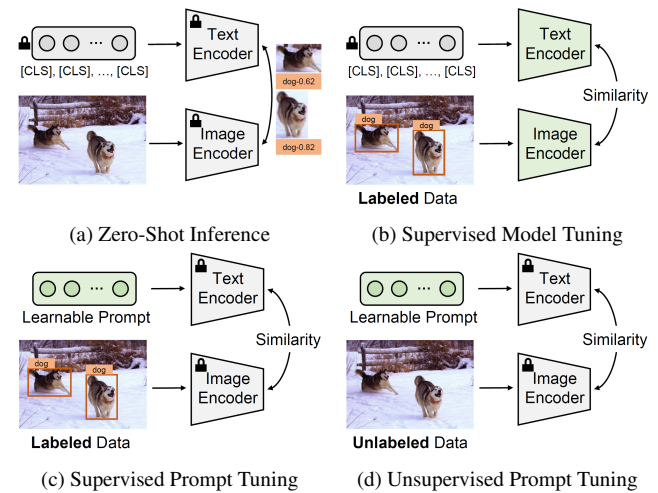 [CLS], [CLS], ..., [CLS]
Text
Encoder
Image
Encoder
dog-0.62
dog-0.82
(a) Zero-Shot Inference
[CLS], [CLS], ..., [CLS]
Text
Encoder
Similarity
dog
dog
Image
Encoder
Labeled Data
(b) Supervised Model Tuning
Learnable Prompt
Text
Encoder
Similarity
dog
dog
Image
Encoder
Labeled Data
(c) Supervised Prompt Tuning
Learnable Prompt
Text
Encoder
Similarity
Image
Encoder
Unlabeled Data
(d) Unsupervised Prompt Tuning